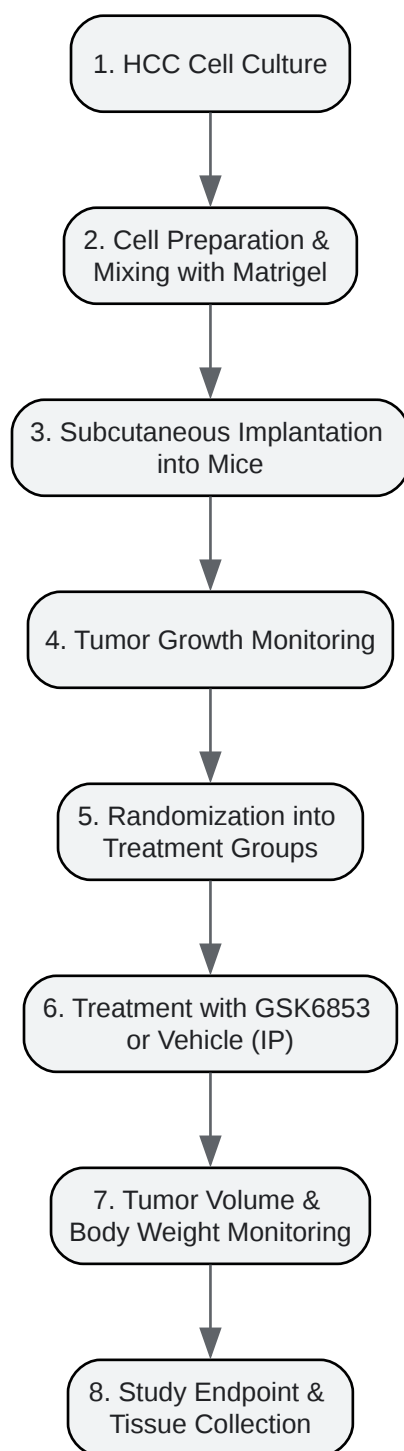 1. HCC Cell Culture
2. Cell Preparation &
Mixing with Matrigel
3. Subcutaneous Implantation
into Mice
4. Tumor Growth Monitoring
5. Randomization into
Treatment Groups
6. Treatment with GSK6853
or Vehicle (IP)
7. Tumor Volume &
Body Weight Monitoring
8. Study Endpoint &
Tissue Collection